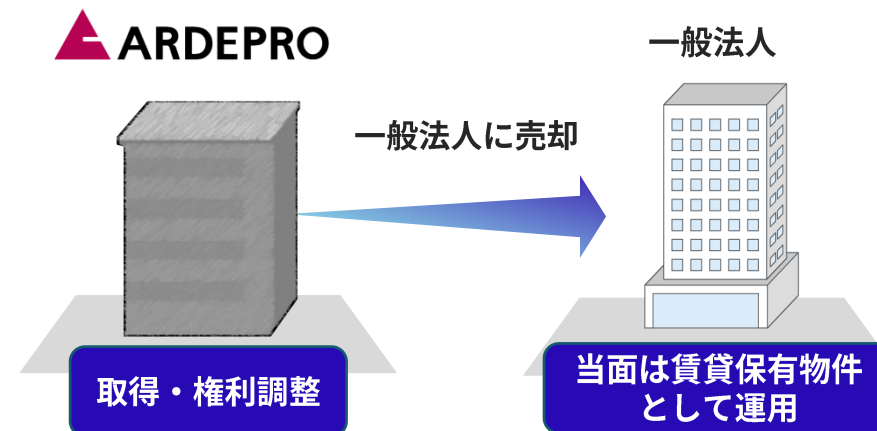 ARDEPRO
一般法人
一般法人に売却
取得・権利調整
当面は賃貸保有物件
として運用